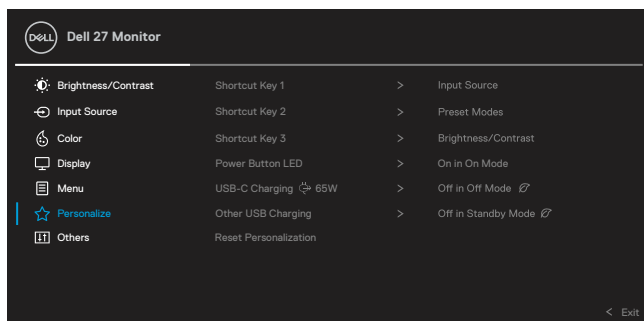 DELL Dell 27 Monitor
Brightness/Contrast Shortcut Key 1 > Input Source
Input Source Shortcut Key 2 > Preset Modes
Color Shortcut Key 3 > Brightness/Contrast
Display Power Button LED > On in On Mode
Menu USB-C Charging 65W > Off in Off Mode
Personalize Other USB Charging > Off in Standby Mode
Others Reset Personalization
< Exit